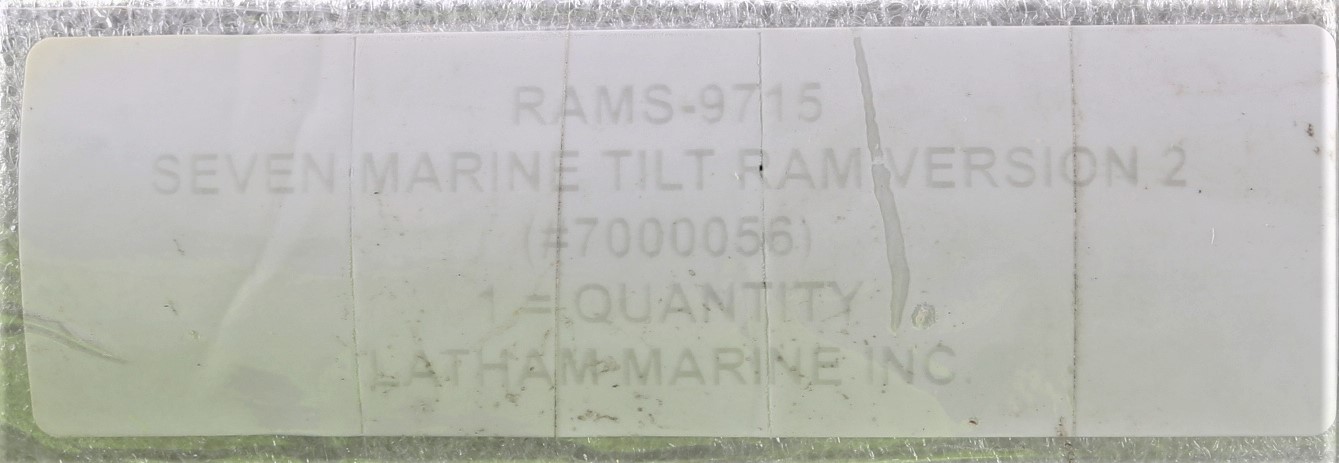 RAMS-9715
SEVEN MARINE TILT RAM VERSION 2
(#7000056)
1 = QUANTITY
LATHAM MARINE INC.